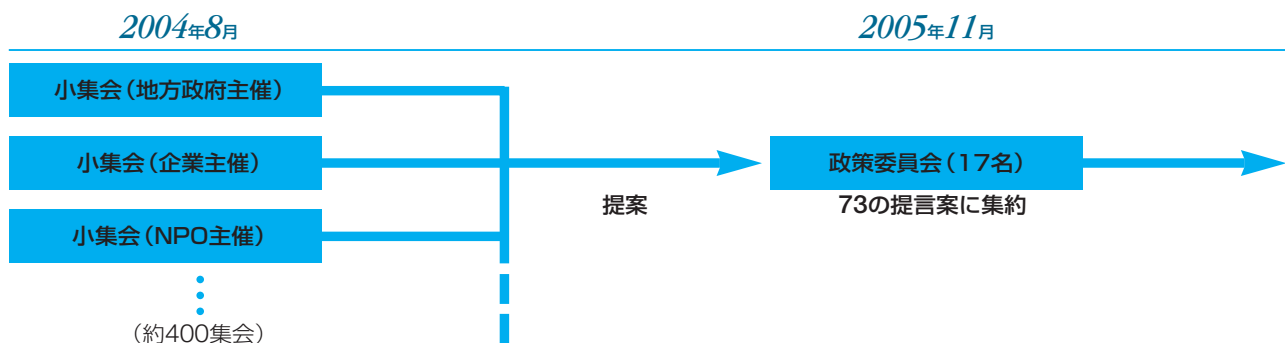 2004年8月
2005年11月
小集会（地方政府主催）
小集会（企業主催）
政策委員会（17名）
提案
73の提言案に集約
小集会（NPO主催）
（約400集会）